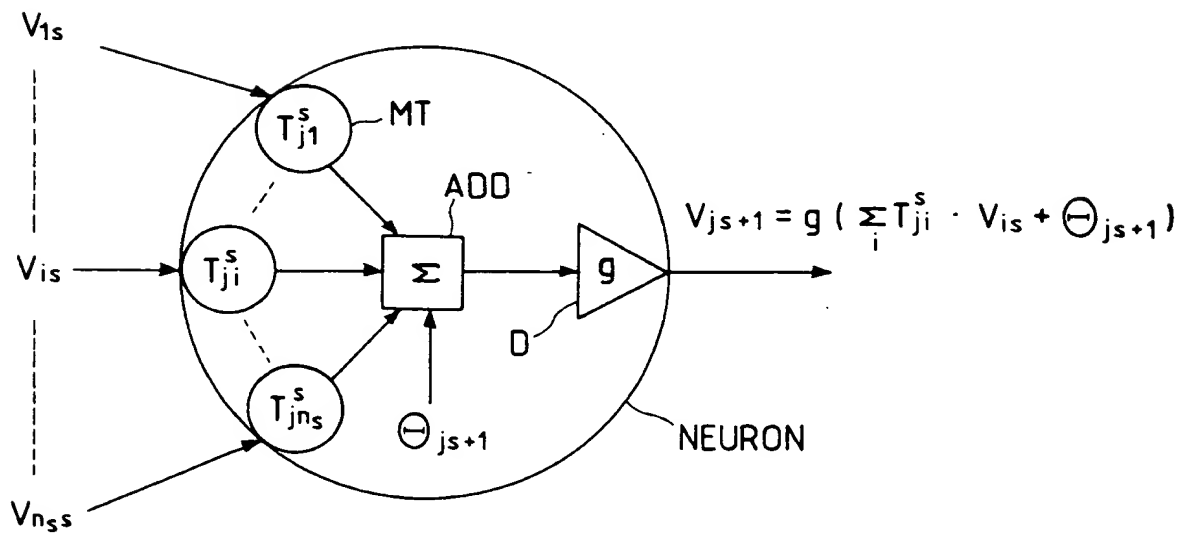 V1s
T^s_j1
MT
ADD
Vjs+1 = g ( Σ_i T^s_ji · Vis + Θjs+1 )
Vis
T^s_ji
Σ
g
D
T^s_jns
Θjs+1
NEURON
Vnss